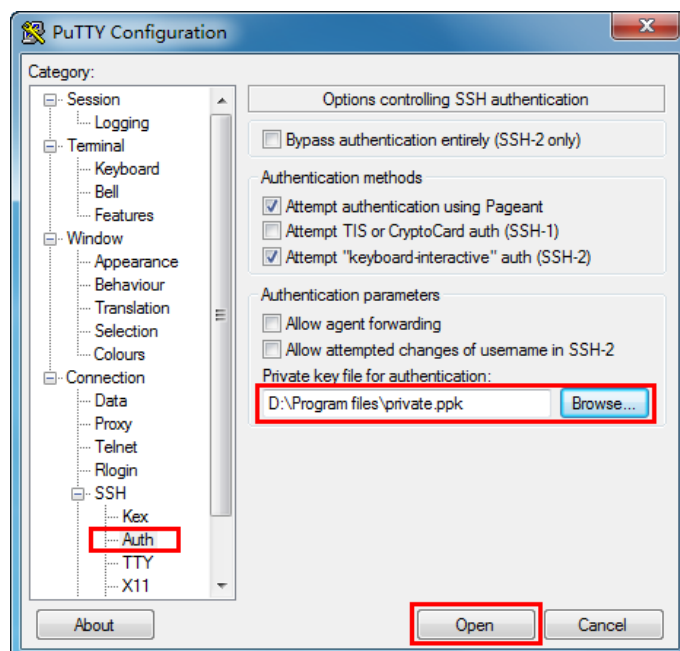 PuTTY Configuration
Category:
Session
Logging
Terminal
Keyboard
Bell
Features
Window
Appearance
Behaviour
Translation
Selection
Colours
Connection
Data
Proxy
Telnet
Rlogin
SSH
Kex
Auth
TTY
X11
Options controlling SSH authentication
Bypass authentication entirely (SSH-2 only)
Authentication methods
Attempt authentication using Pageant
Attempt TIS or CryptoCard auth (SSH-1)
Attempt "keyboard-interactive" auth (SSH-2)
Authentication parameters
Allow agent forwarding
Allow attempted changes of username in SSH-2
Private key file for authentication:
D:\Program files\private.ppk
Browse...
About
Open
Cancel